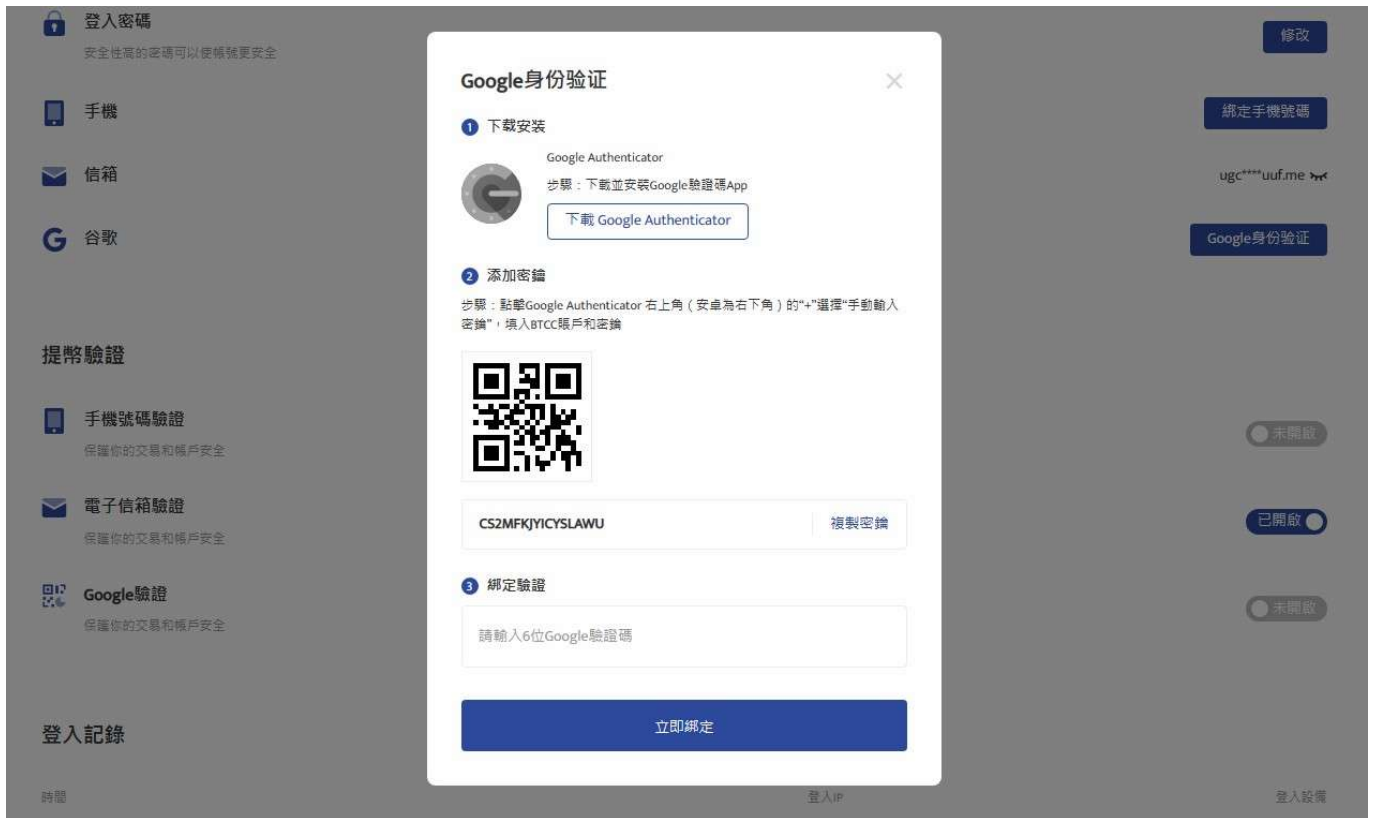 登入密碼
安全性高的密碼可以使帳號更安全
修改
手機
綁定手機號碼
信箱
ugc****uuf.me
谷歌
Google身份验证
提幣驗證
手機號碼驗證
保護你的交易和帳戶安全
未開啟
電子信箱驗證
保護你的交易和帳戶安全
已開啟
Google驗證
保護你的交易和帳戶安全
未開啟
登入記錄
時間
登入IP
登入設備
Google身份验证
1 下载安装
Google Authenticator
步驟：下載並安裝Google驗證碼App
下載 Google Authenticator
2 添加密鑰
步驟：點擊Google Authenticator 右上角（安卓為右下角）的“+”選擇“手動輸入
密鑰”，填入BTCC賬戶和密鑰
CS2MFKJYICYSLAWU
複製密鑰
3 綁定驗證
請輸入6位Google驗證碼
立即綁定